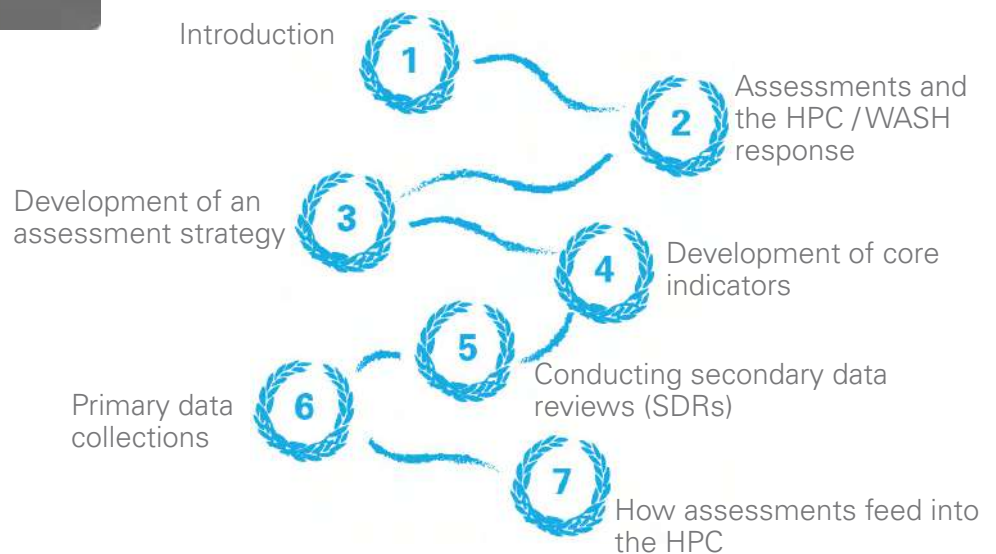 Introduction
1
2
Assessments and
the HPC / WASH
response
Development of an
assessment strategy
3
4
Development of core
indicators
5
Conducting secondary data
reviews (SDRs)
Primary data
collections
6
7
How assessments feed into
the HPC